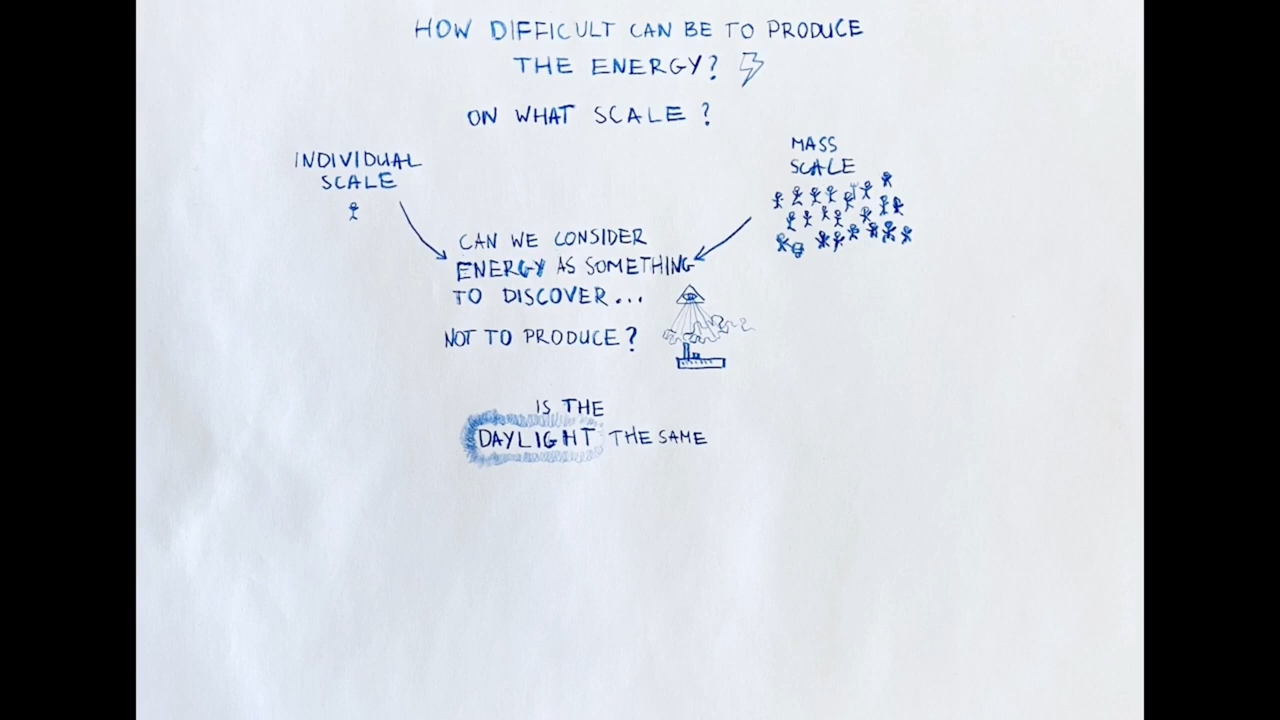 HOW DIFFICULT CAN BE TO PRODUCE
THE ENERGY?
ON WHAT SCALE?
INDIVIDUAL
SCALE
MASS
SCALE
CAN WE CONSIDER
ENERGY AS SOMETHING
TO DISCOVER...
NOT TO PRODUCE?
IS THE
DAYLIGHT THE SAME